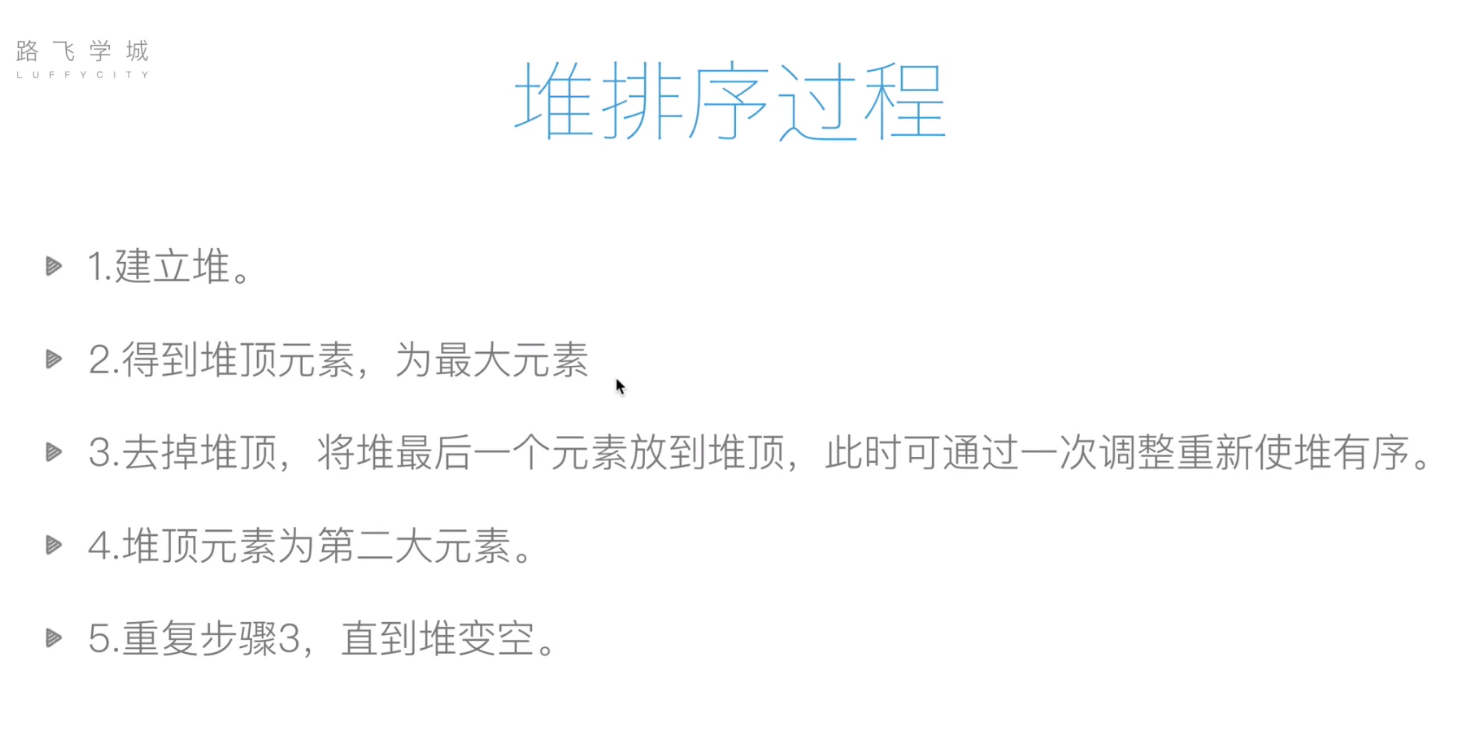 路飞学城
LUFFYCITY
堆排序过程
1.建立堆。
2.得到堆顶元素，为最大元素
3.去掉堆顶，将堆最后一个元素放到堆顶，此时可通过一次调整重新使堆有序。
4.堆顶元素为第二大元素。
5.重复步骤3，直到堆变空。